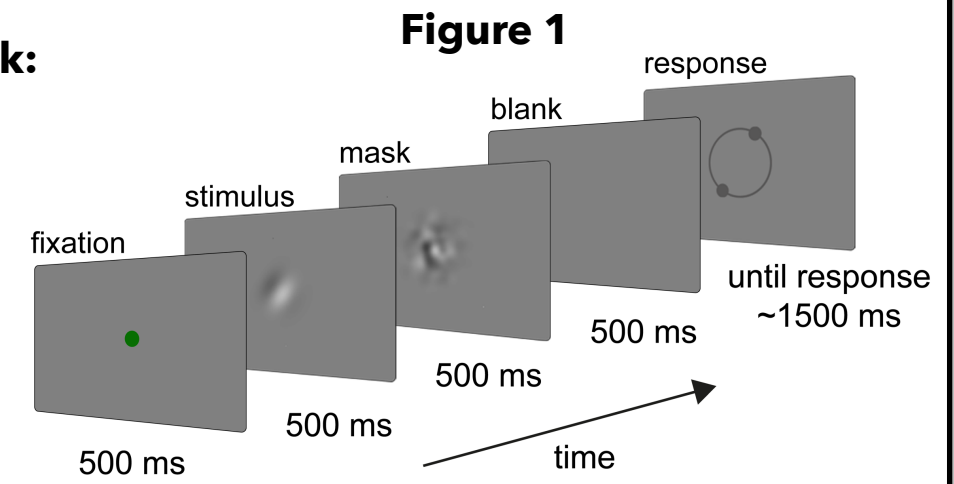 Figure 1
k:
fixation
stimulus
mask
blank
response
500 ms
500 ms
500 ms
500 ms
until response
~1500 ms
time